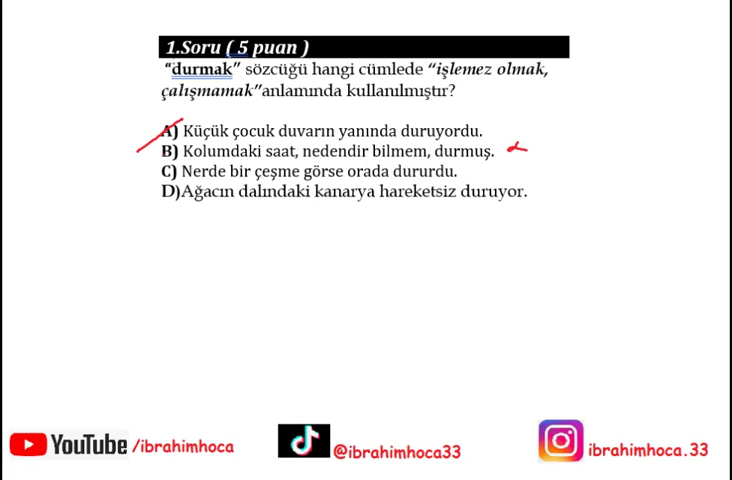 1.Soru ( 5 puan )
“durmak” sözcüğü hangi cümlede “işlemez olmak,
çalışmamak”anlamında kullanılmıştır?
A) Küçük çocuk duvarın yanında duruyordu.
B) Kolumdaki saat, nedendir bilmem, durmuş.
C) Nerde bir çeşme görse orada dururdu.
D)Ağacın dalındaki kanarya hareketsiz duruyor.
YouTube /ibrahimhoca
@ibrahimhoca33
ibrahimhoca.33